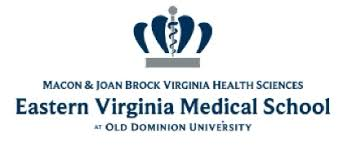 MACON & JOAN BROCK VIRGINIA HEALTH SCIENCES
Eastern Virginia Medical School
AT OLD DOMINION UNIVERSITY